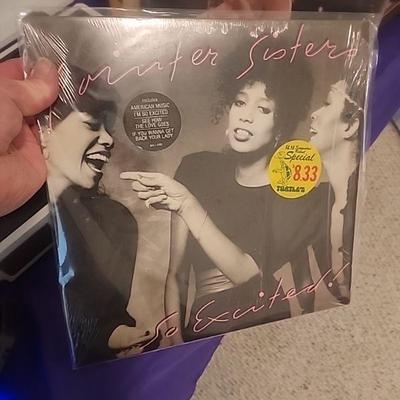 Pointer Sisters
Includes
AMERICAN MUSIC
I'M SO EXCITED
SEE HOW
THE LOVE GOES
IF YOU WANNA GET
BACK YOUR LADY
Special
$8.33
TURTLE'S
So Excited!